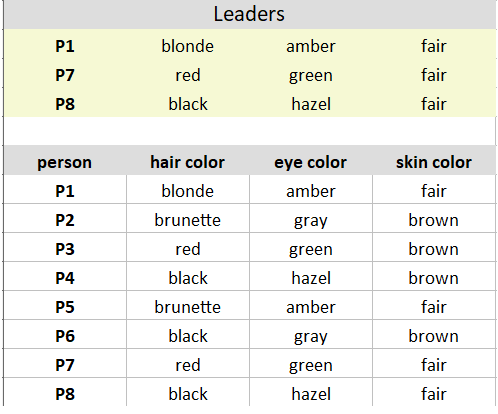 Leaders
P1 blonde amber fair
P7 red green fair
P8 black hazel fair
person hair color eye color skin color
P1 blonde amber fair
P2 brunette gray brown
P3 red green brown
P4 black hazel brown
P5 brunette amber fair
P6 black gray brown
P7 red green fair
P8 black hazel fair